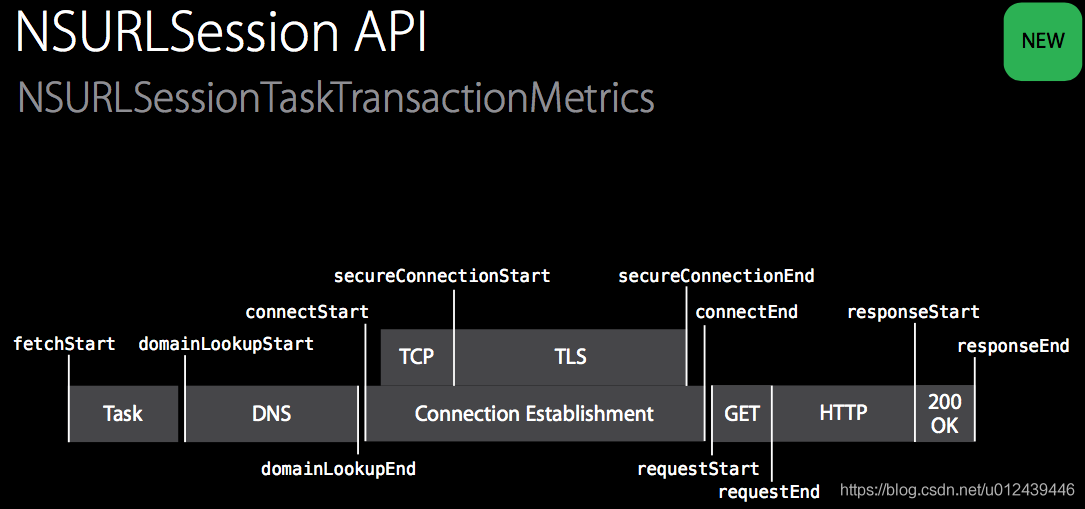 NSURLSession API
NEW
NSURLSessionTaskTransactionMetrics
secureConnectionStart
secureConnectionEnd
connectStart
connectEnd
responseStart
fetchStart
domainLookupStart
responseEnd
TCP
TLS
Task
DNS
Connection Establishment
GET
HTTP
200
OK
domainLookupEnd
requestStart
requestEnd
https://blog.csdn.net/u012439446